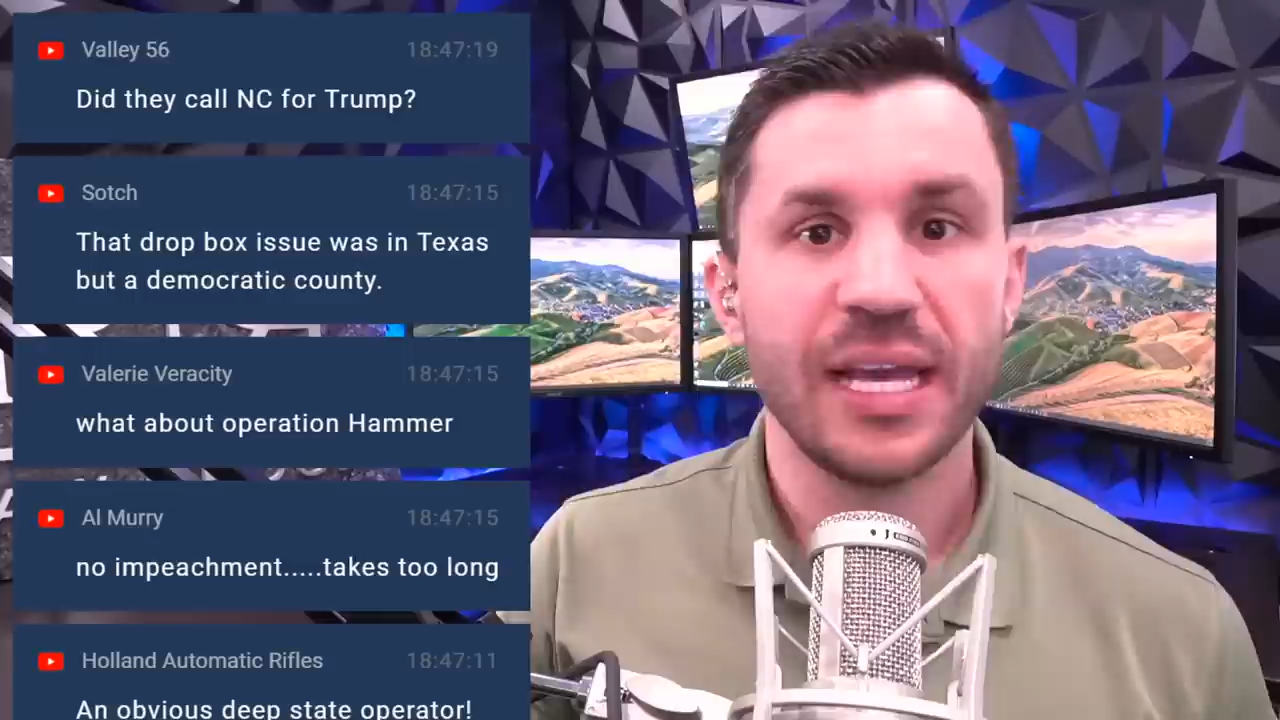 Valley 56 18:47:19
Did they call NC for Trump?
Sotch 18:47:15
That drop box issue was in Texas
but a democratic county.
Valerie Veracity 18:47:15
what about operation Hammer
Al Murry 18:47:15
no impeachment.....takes too long
Holland Automatic Rifles 18:47:11
An obvious deep state operator!